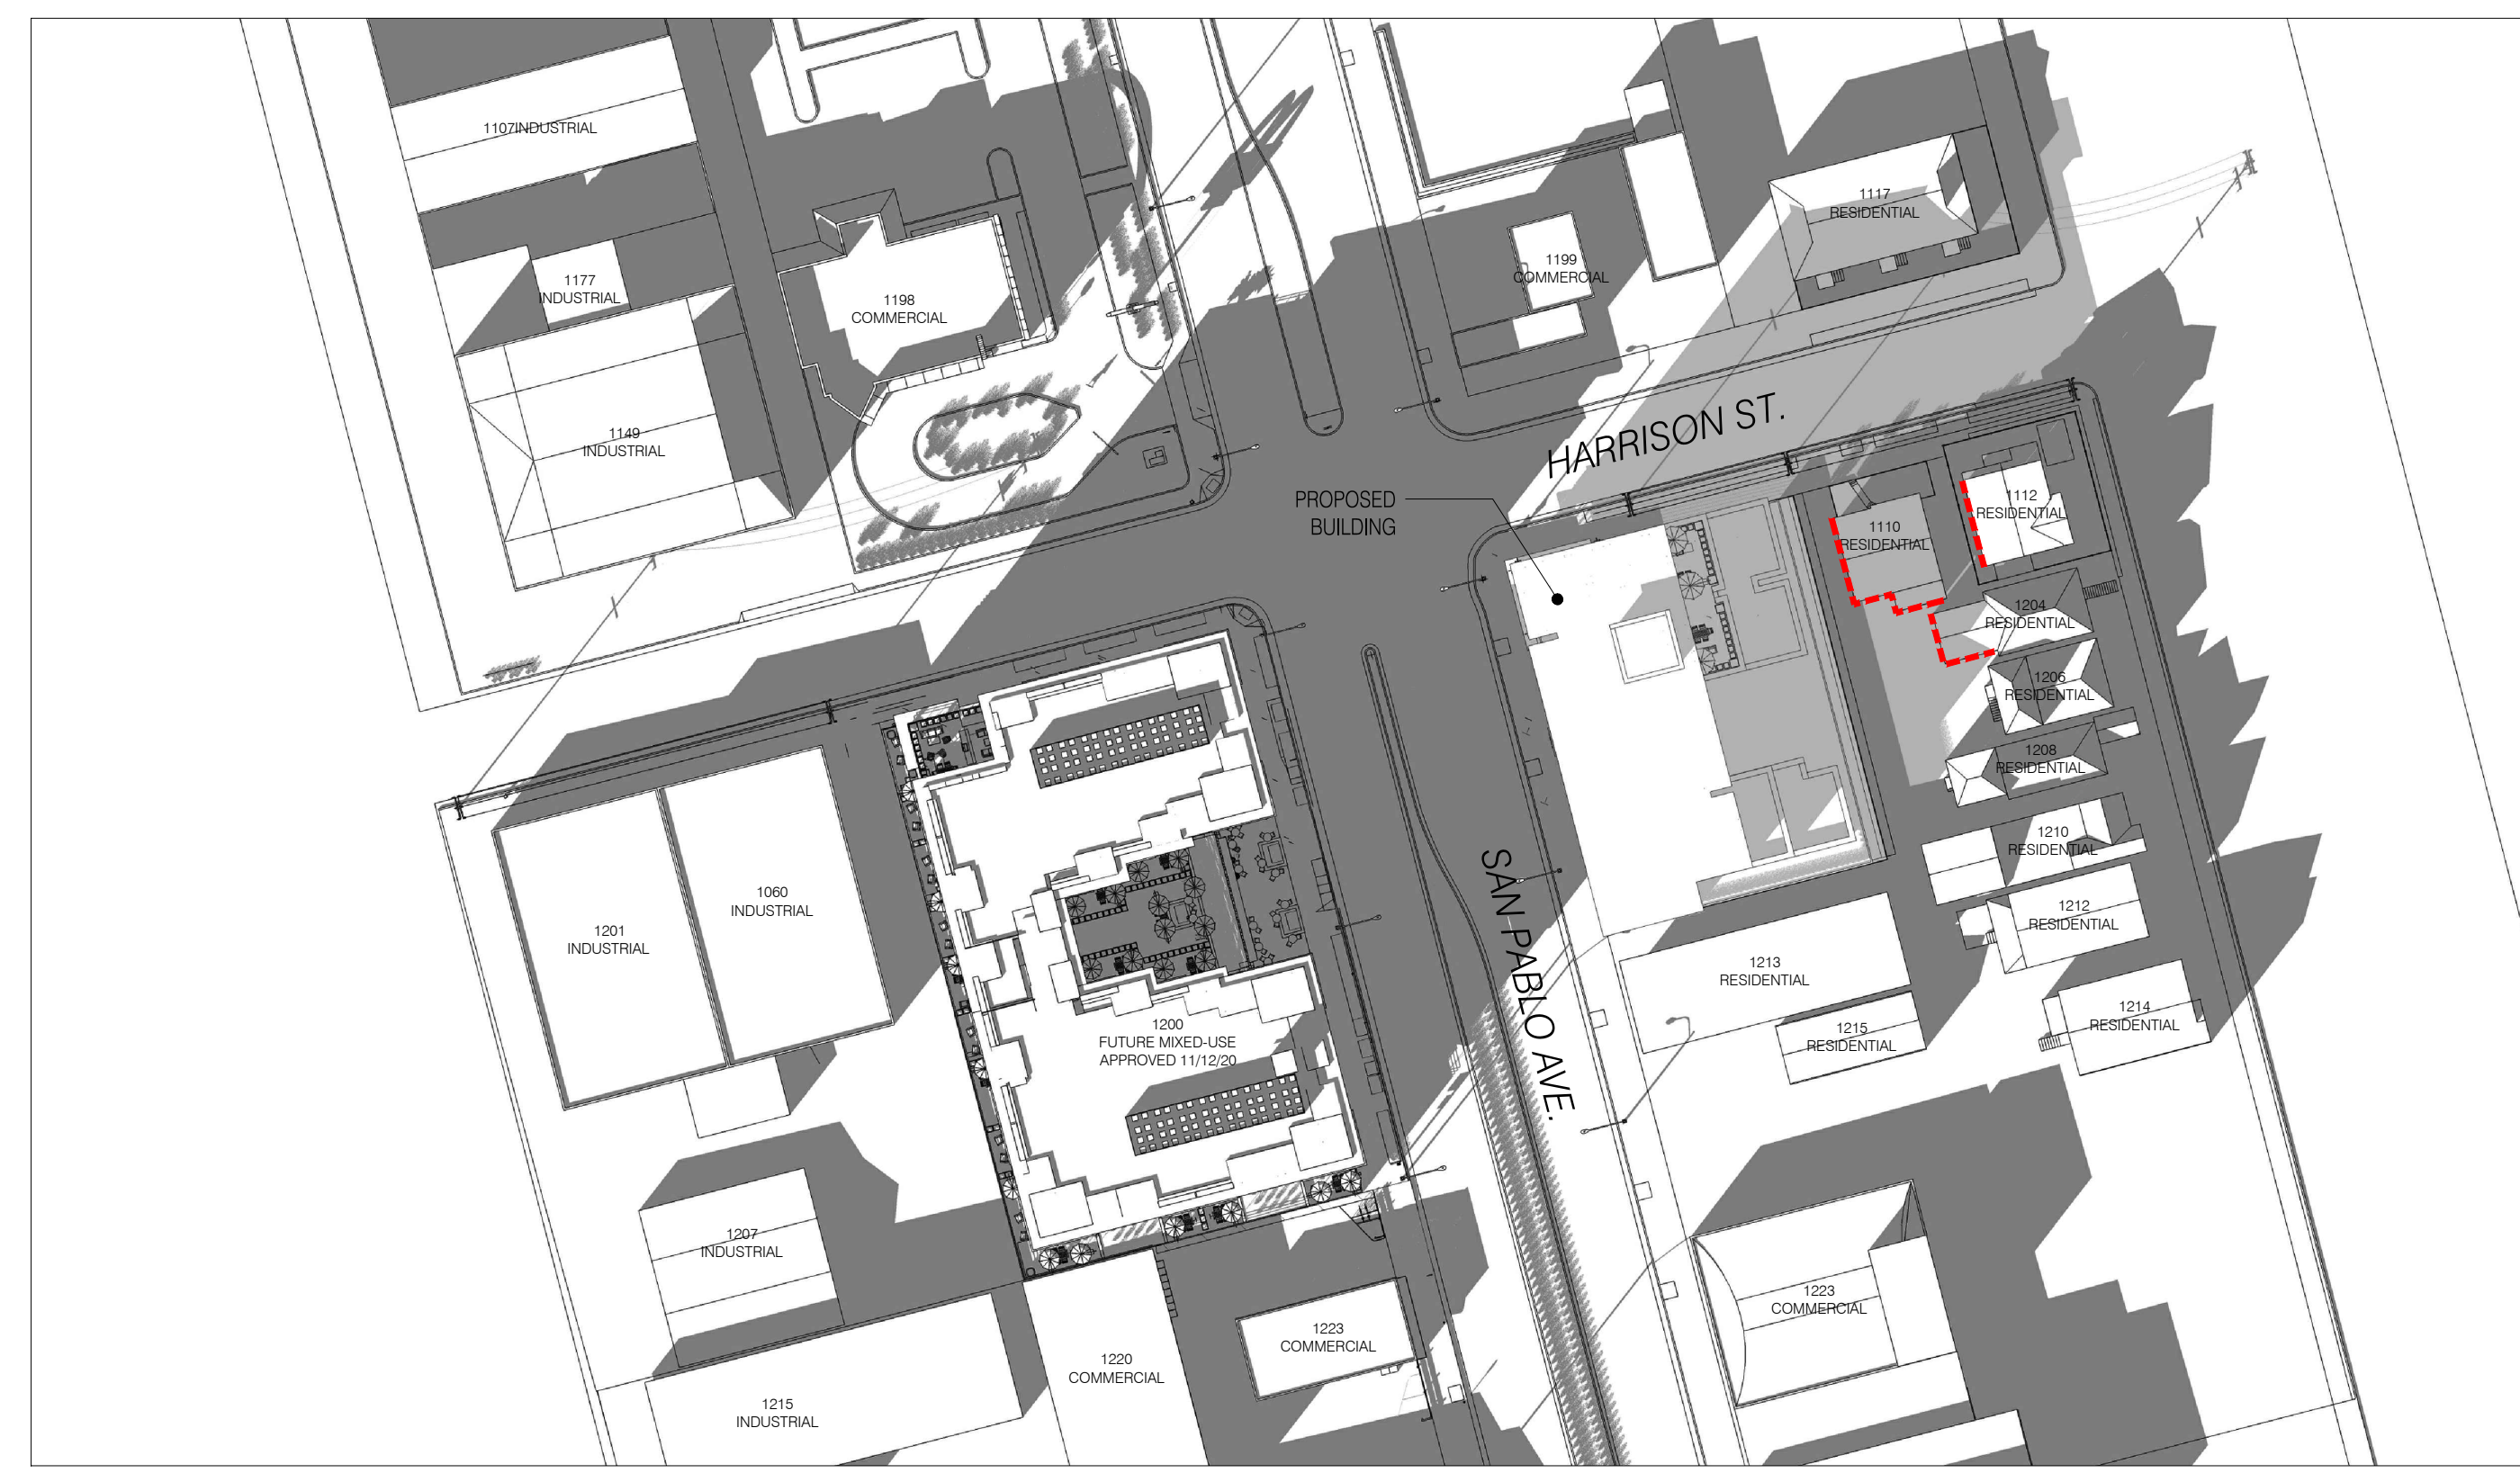 1107INDUSTRIAL
1177
INDUSTRIAL
1198
COMMERCIAL
1149
INDUSTRIAL
1199
COMMERCIAL
1117
RESIDENTIAL
HARRISON ST.
PROPOSED
BUILDING
1110
RESIDENTIAL
1112
RESIDENTIAL
1204
RESIDENTIAL
1206
RESIDENTIAL
1208
RESIDENTIAL
1210
RESIDENTIAL
1212
RESIDENTIAL
1214
RESIDENTIAL
1213
RESIDENTIAL
1215
RESIDENTIAL
SAN PABLO AVE.
1060
INDUSTRIAL
1201
INDUSTRIAL
1200
FUTURE MIXED-USE
APPROVED 11/12/20
1207
INDUSTRIAL
1215
INDUSTRIAL
1220
COMMERCIAL
1223
COMMERCIAL
1223
COMMERCIAL